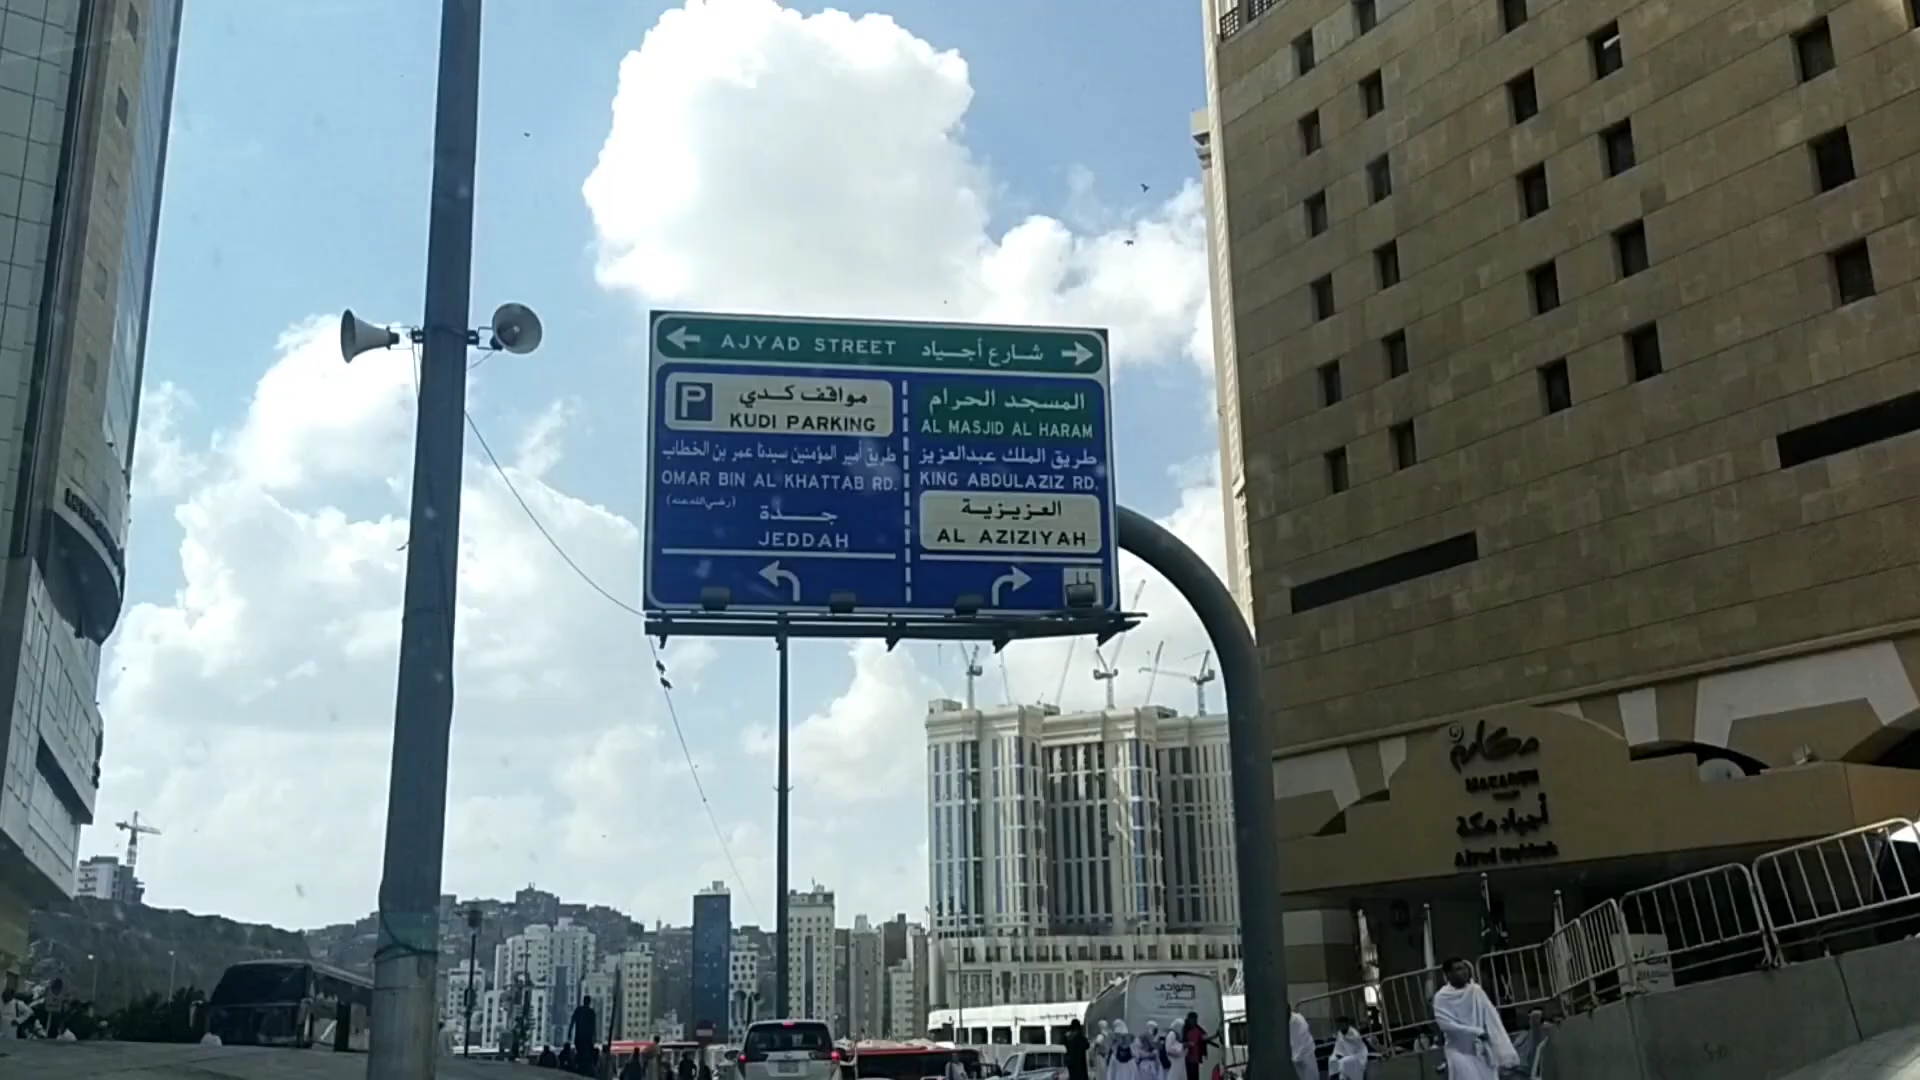 AJYAD STREET شارع أجياد
P مواقف كدي
KUDI PARKING
طريق أمير المؤمنين سيدنا عمر بن الخطاب
OMAR BIN AL KHATTAB RD.
(رضي الله عنه)
جدة
JEDDAH
المسجد الحرام
AL MASJID AL HARAM
طريق الملك عبدالعزيز
KING ABDULAZIZ RD.
العزيزية
AL AZIZIYAH
مكارم
MAKAREM
أجياد مكة
Ajyad Makkah